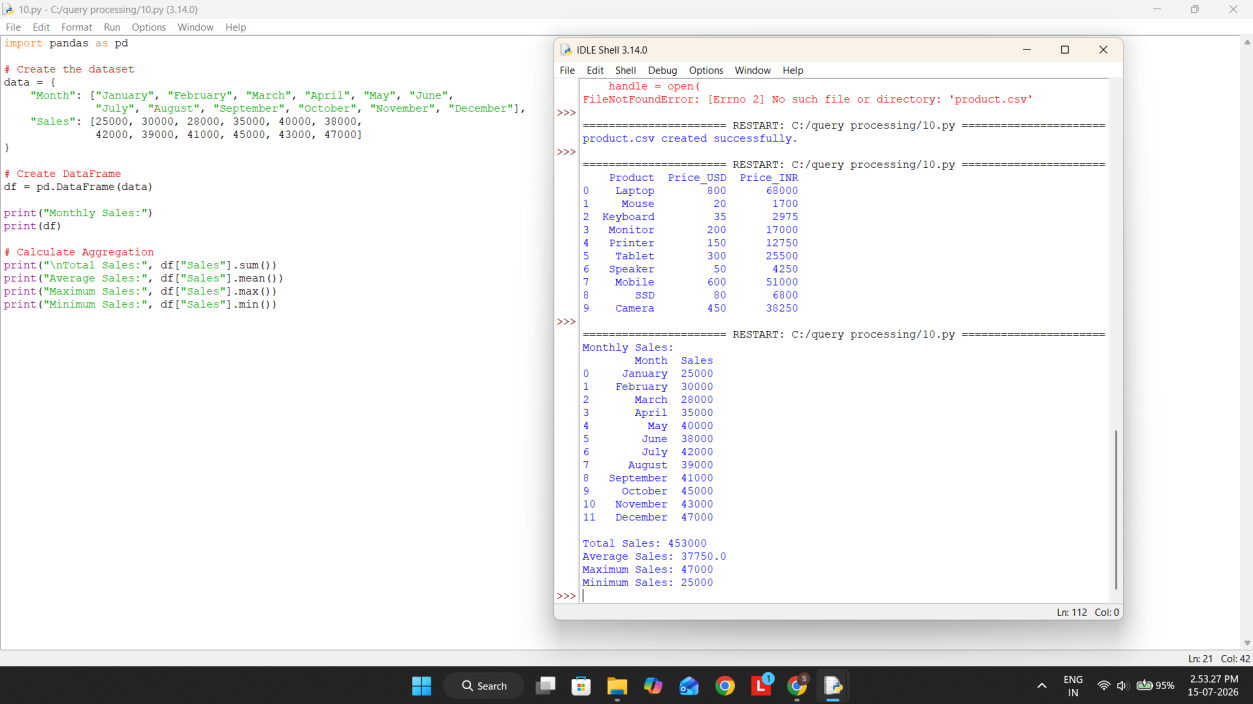 10.py - C:/query processing/10.py (3.14.0)
File Edit Format Run Options Window Help
import pandas as pd
# Create the dataset
data = {
"Month": ["January", "February", "March", "April", "May", "June",
"July", "August", "September", "October", "November", "December"],
"Sales": [25000, 30000, 28000, 35000, 40000, 38000,
42000, 39000, 41000, 45000, 43000, 47000]
}
# Create DataFrame
df = pd.DataFrame(data)
print("Monthly Sales:")
print(df)
# Calculate Aggregation
print("\nTotal Sales:", df["Sales"].sum())
print("Average Sales:", df["Sales"].mean())
print("Maximum Sales:", df["Sales"].max())
print("Minimum Sales:", df["Sales"].min())
IDLE Shell 3.14.0
File Edit Shell Debug Options Window Help
handle = open(
FileNotFoundError: [Errno 2] No such file or directory: 'product.csv'
>>>
====================== RESTART: C:/query processing/10.py ======================
product.csv created successfully.
>>>
====================== RESTART: C:/query processing/10.py ======================
Product Price_USD Price_INR
0 Laptop 800 68000
1 Mouse 20 1700
2 Keyboard 35 2975
3 Monitor 200 17000
4 Printer 150 12750
5 Tablet 300 25500
6 Speaker 50 4250
7 Mobile 600 51000
8 SSD 80 6800
9 Camera 450 38250
>>>
====================== RESTART: C:/query processing/10.py ======================
Monthly Sales:
Month Sales
0 January 25000
1 February 30000
2 March 28000
3 April 35000
4 May 40000
5 June 38000
6 July 42000
7 August 39000
8 September 41000
9 October 45000
10 November 43000
11 December 47000
Total Sales: 453000
Average Sales: 37750.0
Maximum Sales: 47000
Minimum Sales: 25000
>>>
Ln: 112 Col: 0
Ln: 21 Col: 42
Search
L
1
S
ENG
IN
95%
2.53.27 PM
15-07-2026